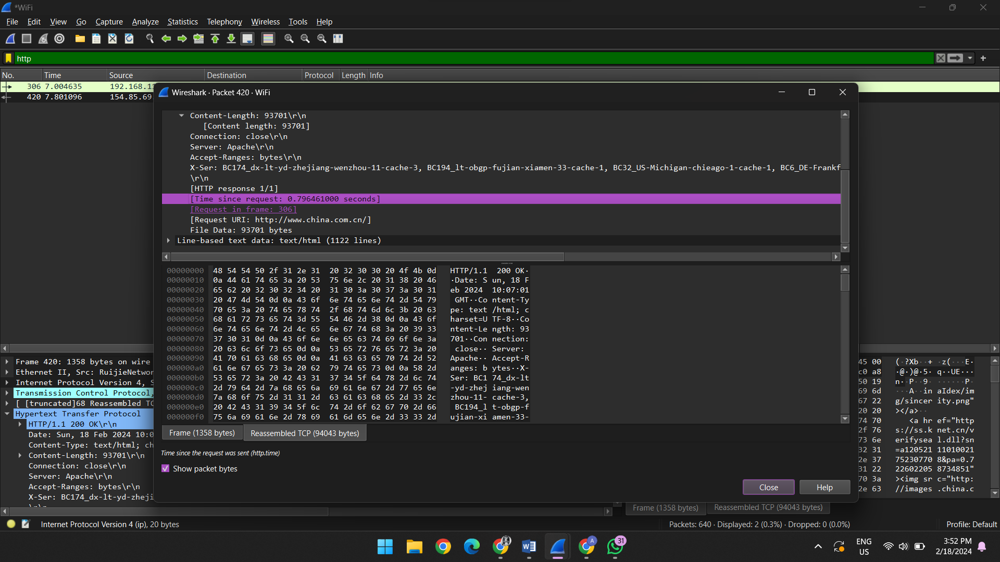 *WiFi
File Edit View Go Capture Analyze Statistics Telephony Wireless Tools Help
http
No. Time Source Destination Protocol Length Info
306 7.004635 192.168.11
420 7.801096 154.85.69
Wireshark · Packet 420 · WiFi
Content-Length: 93701\r\n
[Content length: 93701]
Connection: close\r\n
Server: Apache\r\n
Accept-Ranges: bytes\r\n
X-Ser: BC174_dx-lt-yd-zhejiang-wenzhou-11-cache-3, BC194_lt-obgp-fujian-xiamen-33-cache-1, BC32_US-Michigan-chieago-1-cache-1, BC6_DE-Frankf
\r\n
[HTTP response 1/1]
[Time since request: 0.796461000 seconds]
[Request in frame: 306]
[Request URI: http://www.china.com.cn/]
File Data: 93701 bytes
Line-based text data: text/html (1122 lines)
00000000 48 54 54 50 2f 31 2e 31 20 32 30 30 20 4f 4b 0d HTTP/1.1 200 OK·
00000010 0a 44 61 74 65 3a 20 53 75 6e 2c 20 31 38 20 46 ·Date: S un, 18 F
00000020 65 62 20 32 30 32 34 20 31 30 3a 30 37 3a 30 31 eb 2024 10:07:01
00000030 20 47 4d 54 0d 0a 43 6f 6e 74 65 6e 74 2d 54 79 GMT··Co ntent-Ty
00000040 70 65 3a 20 74 65 78 74 2f 68 74 6d 6c 3b 20 63 pe: text /html; c
00000050 68 61 72 73 65 74 3d 55 54 46 2d 38 0d 0a 43 6f harset=U TF-8··Co
00000060 6e 74 65 6e 74 2d 4c 65 6e 67 74 68 3a 20 39 33 ntent-Le ngth: 93
00000070 37 30 31 0d 0a 43 6f 6e 6e 65 63 74 69 6f 6e 3a 701··Con nection:
00000080 20 63 6c 6f 73 65 0d 0a 53 65 72 76 65 72 3a 20 close·· Server:
00000090 41 70 61 63 68 65 0d 0a 41 63 63 65 70 74 2d 52 Apache·· Accept-R
000000a0 61 6e 67 65 73 3a 20 62 79 74 65 73 0d 0a 58 2d anges: b ytes··X-
000000b0 53 65 72 3a 20 42 43 31 37 34 5f 64 78 2d 6c 74 Ser: BC1 74_dx-lt
000000c0 2d 79 64 2d 7a 68 65 6a 69 61 6e 67 2d 77 65 6e -yd-zhej iang-wen
000000d0 7a 68 6f 75 2d 31 31 2d 63 61 63 68 65 2d 33 2c zhou-11- cache-3,
000000e0 20 42 43 31 39 34 5f 6c 74 2d 6f 62 67 70 2d 66 BC194_l t-obgp-f
000000f0 75 6a 69 61 6e 2d 78 69 61 6d 65 6e 2d 33 33 2d ujian-xi amen-33-
Frame (1358 bytes) Reassembled TCP (94043 bytes)
Time since the request was sent (http.time)
Show packet bytes
Close Help
Frame 420: 1358 bytes on wire
Ethernet II, Src: RuijieNetwor
Internet Protocol Version 4, S
Transmission Control Protocol,
[ [truncated]68 Reassembled TC
Hypertext Transfer Protocol
HTTP/1.1 200 OK\r\n
Date: Sun, 18 Feb 2024 10:0
Content-Type: text/html; ch
Content-Length: 93701\r\n
Connection: close\r\n
Server: Apache\r\n
Accept-Ranges: bytes\r\n
X-Ser: BC174_dx-lt-yd-zheji
45 00 ( ·?Xb ··+ ·z(···E·
c0 a8 ·@·)@·5· q··UE···
50 19 n· P··9· ······P·
69 6d ···A··in aIdex/im
67 22 g/sincer ity.png"
20 20 ></a>··
74 70 <a hr ef="http
2f 76 s://ss.k net.cn/v
73 6e erifysea l.dll?sn
32 31 =a120521 11010021
2e 37 75230770 8&pa=0.7
31 22 22602205 8734851"
70 3a ><img sr c="http:
2e 63 //images .china.c
Frame (1358 bytes) Reassembled TCP (94043 bytes)
Internet Protocol Version 4 (ip), 20 bytes Packets: 640 · Displayed: 2 (0.3%) · Dropped: 0 (0.0%) Profile: Default
A 31
ENG
US
3:52 PM
2/18/2024